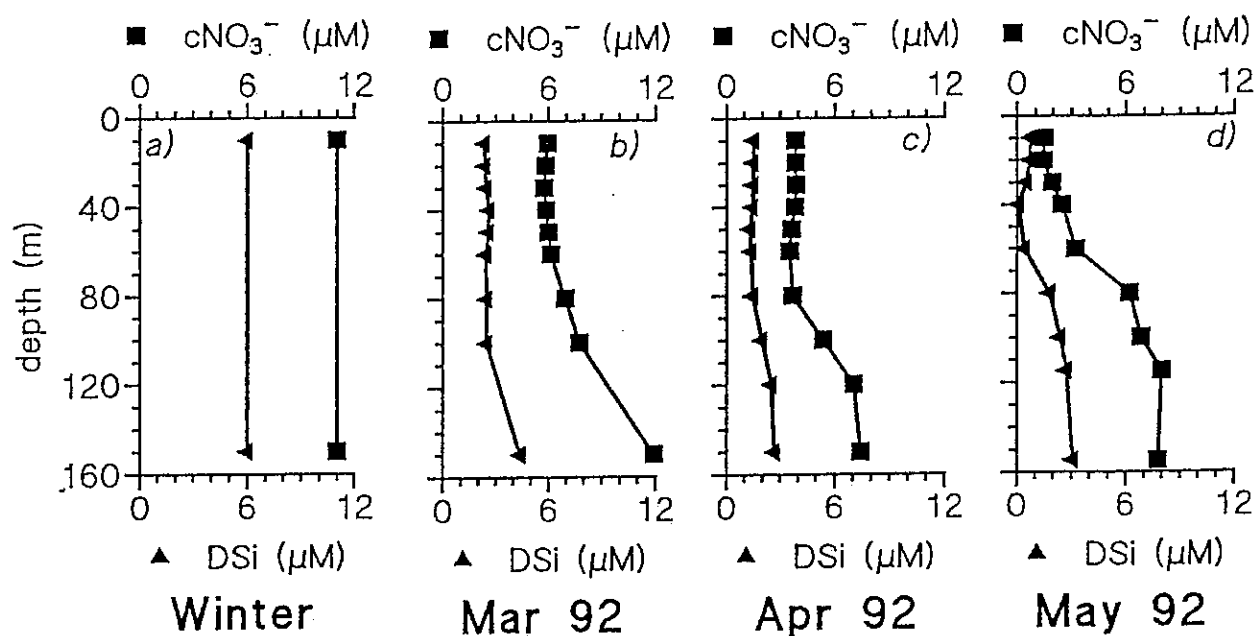 ■ cNO₃⁻ (μM) ■ cNO₃⁻ (μM) ■ cNO₃⁻ (μM) ■ cNO₃⁻ (μM)
0 6 12 0 6 12 0 6 12 0 6 12
0
a) b) c) d)
40
80
120
160
depth (m)
0 6 12 0 6 12 0 6 12 0 6 12
▲ DSi (μM) ▲ DSi (μM) ▲ DSi (μM) ▲ DSi (μM)
Winter Mar 92 Apr 92 May 92